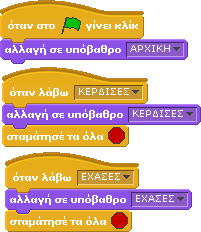 όταν στο γίνει κλικ
αλλαγή σε υπόβαθρο ΑΡΧΙΚΗ
όταν λάβω ΚΕΡΔΙΣΕΣ
αλλαγή σε υπόβαθρο ΚΕΡΔΙΣΕΣ
σταμάτησέ τα όλα
όταν λάβω ΕΧΑΣΕΣ
αλλαγή σε υπόβαθρο ΕΧΑΣΕΣ
σταμάτησέ τα όλα